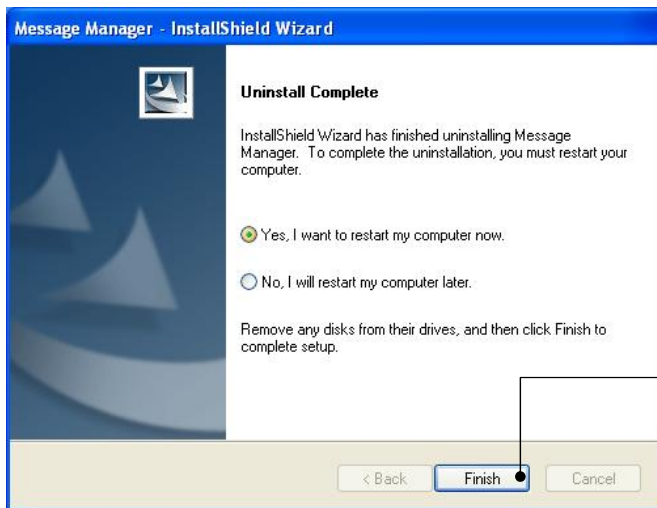 Message Manager - InstallShield Wizard
Uninstall Complete
InstallShield Wizard has finished uninstalling Message
Manager. To complete the uninstallation, you must restart your
computer.
Yes, I want to restart my computer now.
No, I will restart my computer later.
Remove any disks from their drives, and then click Finish to
complete setup.
< Back Finish Cancel